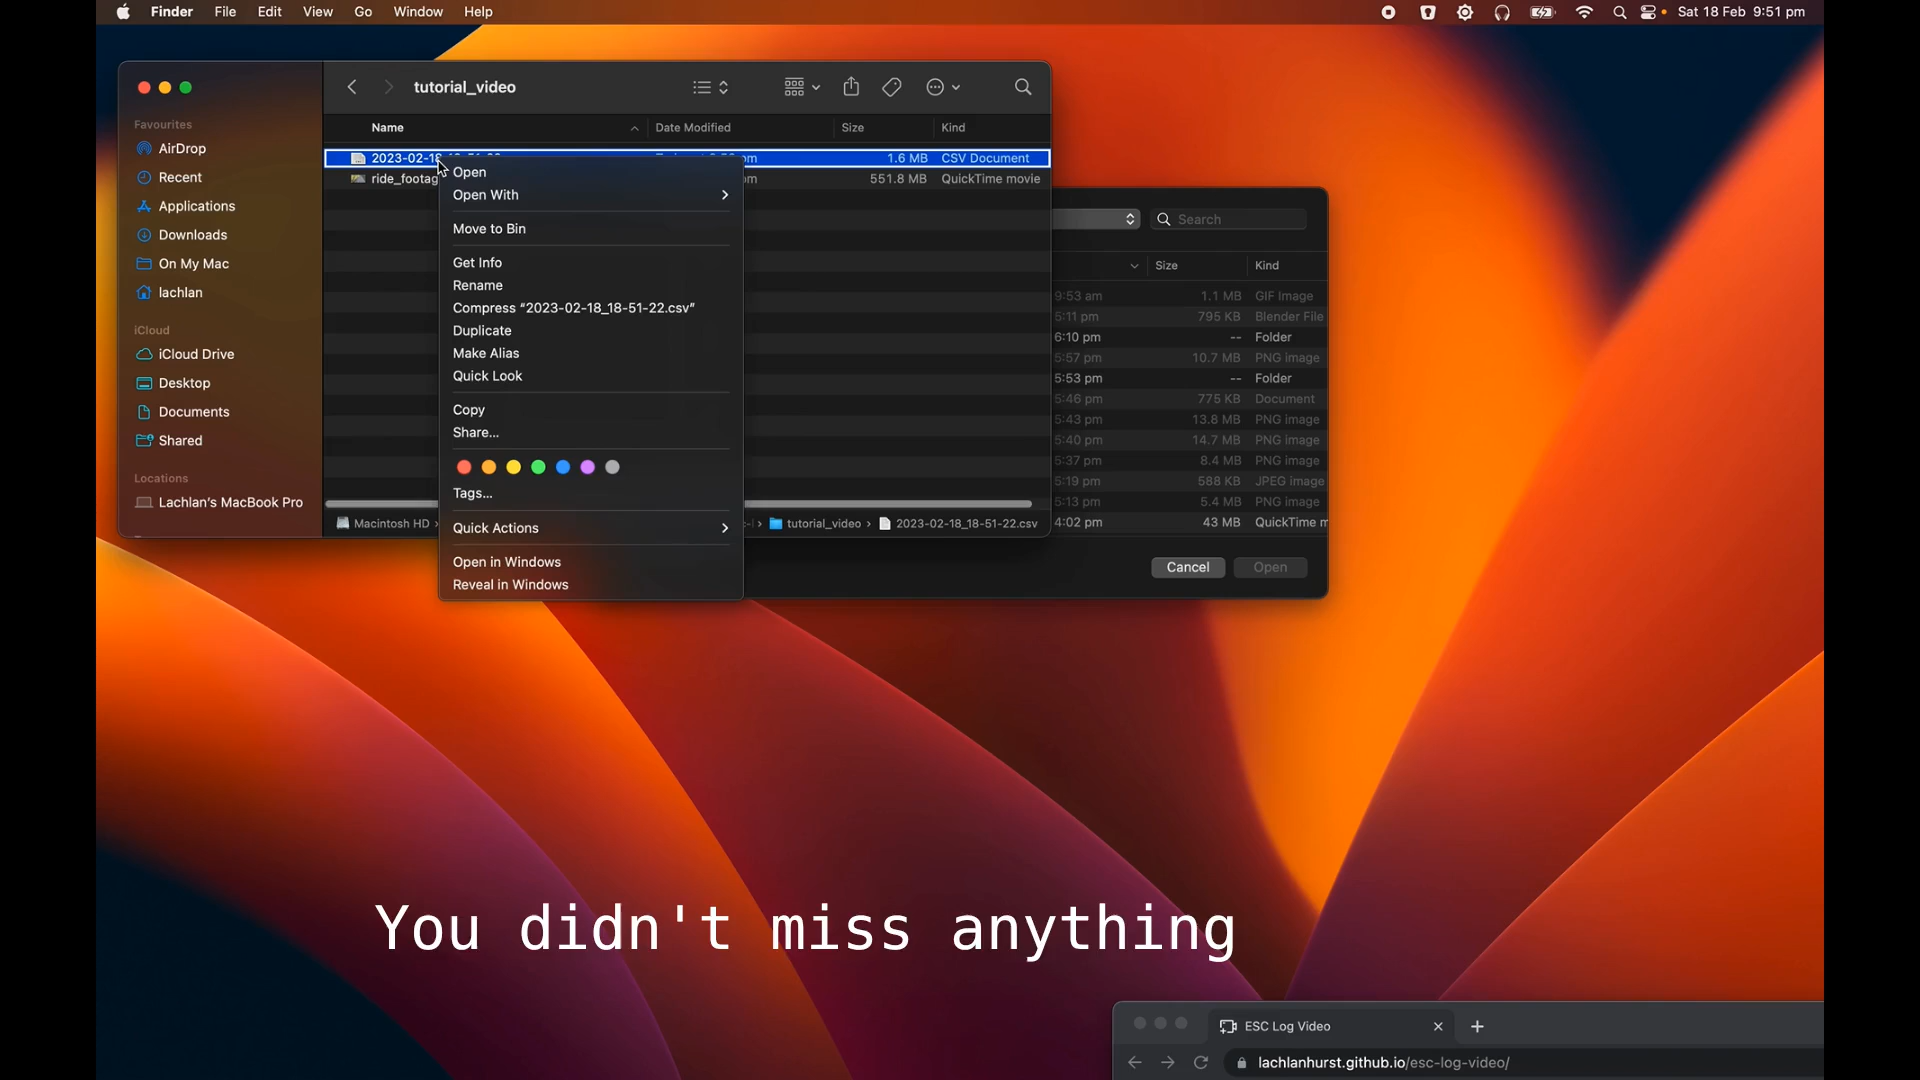 Finder File Edit View Go Window Help Sat 18 Feb 9:51 pm
tutorial_video
Favourites
AirDrop
Recent
Applications
Downloads
On My Mac
lachlan
iCloud
iCloud Drive
Desktop
Documents
Shared
Locations
Lachlan's MacBook Pro
Name Date Modified Size Kind
2023-02-18 pm 1.6 MB CSV Document
ride_footag pm 551.8 MB QuickTime movie
Open
Open With
Move to Bin
Get Info
Rename
Compress “2023-02-18_18-51-22.csv”
Duplicate
Make Alias
Quick Look
Copy
Share...
Tags...
Quick Actions
Open in Windows
Reveal in Windows
Macintosh HD tutorial_video 2023-02-18_18-51-22.csv
Search
Size Kind
9:53 am 1.1 MB GIF Image
5:11 pm 795 KB Blender File
6:10 pm -- Folder
5:57 pm 10.7 MB PNG image
5:53 pm -- Folder
5:46 pm 775 KB Document
5:43 pm 13.8 MB PNG image
5:40 pm 14.7 MB PNG image
5:37 pm 8.4 MB PNG image
5:19 pm 588 KB JPEG image
5:13 pm 5.4 MB PNG image
4:02 pm 43 MB QuickTime m
Cancel Open
You didn't miss anything
ESC Log Video
lachlanhurst.github.io/esc-log-video/